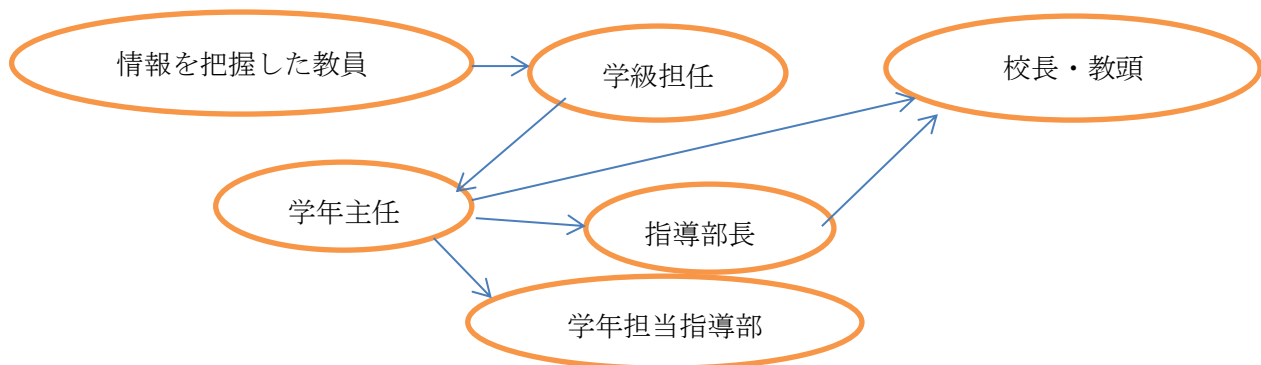 情報を把握した教員
学級担任
校長・教頭
学年主任
指導部長
学年担当指導部